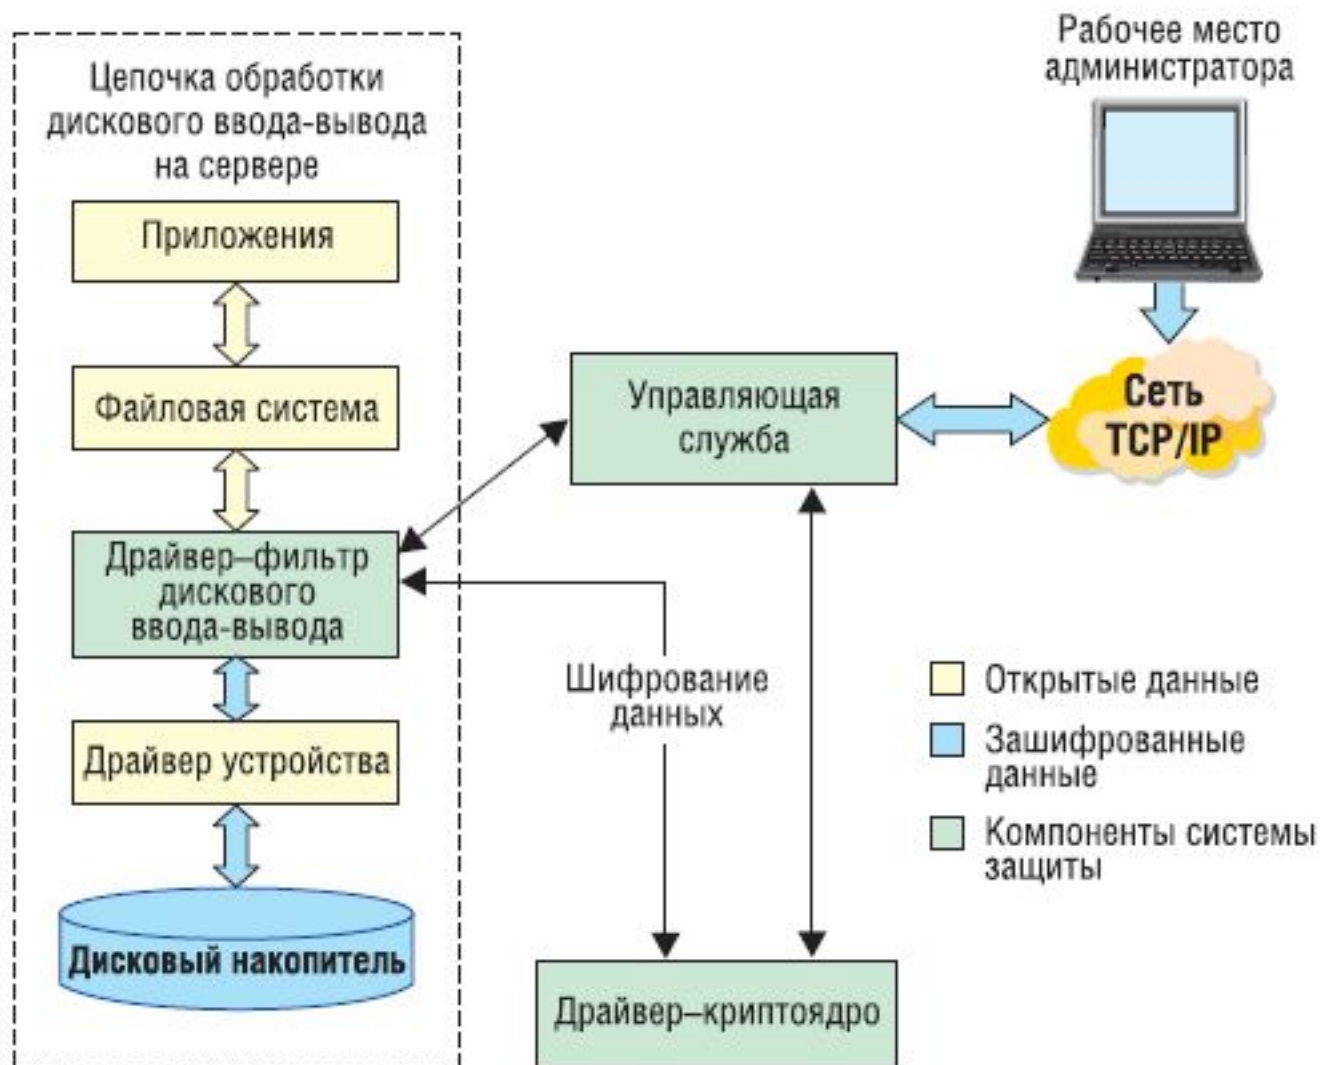 Рабочее место
администратора
Цепочка обработки
дискового ввода-вывода
на сервере
Приложения
Файловая система
Управляющая
служба
Сеть
TCP/IP
Драйвер–фильтр
дискового
ввода-вывода
Шифрование
данных
Драйвер устройства
Дисковый накопитель
Драйвер–криптоядро
Открытые данные
Зашифрованные
данные
Компоненты системы
защиты